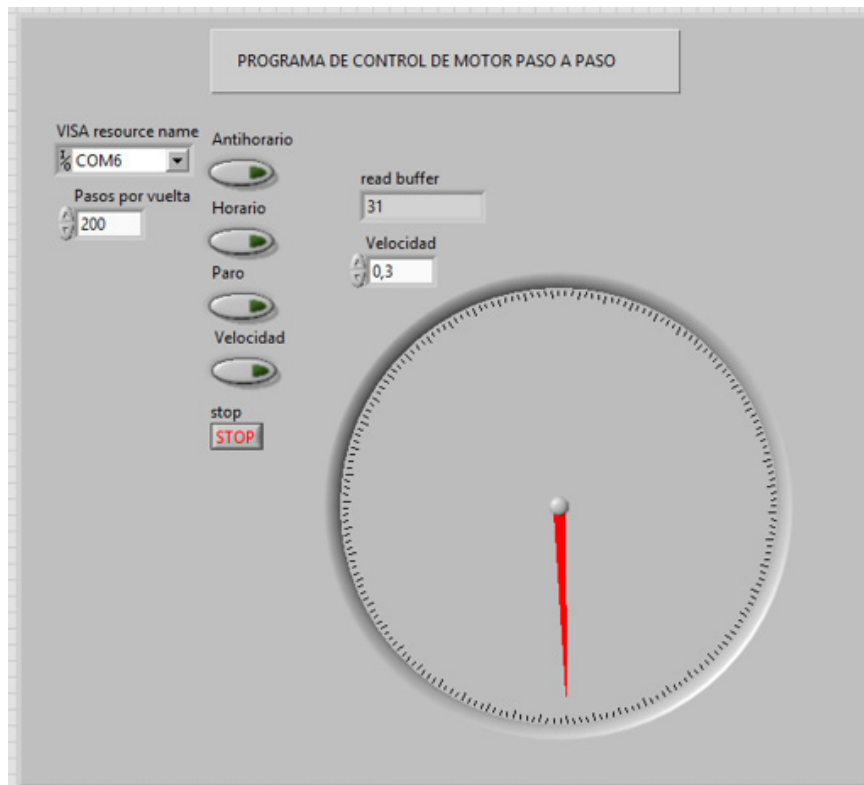 PROGRAMA DE CONTROL DE MOTOR PASO A PASO
VISA resource name
COM6
Pasos por vuelta
200
Antihorario
Horario
Paro
Velocidad
stop
STOP
read buffer
31
Velocidad
0,3